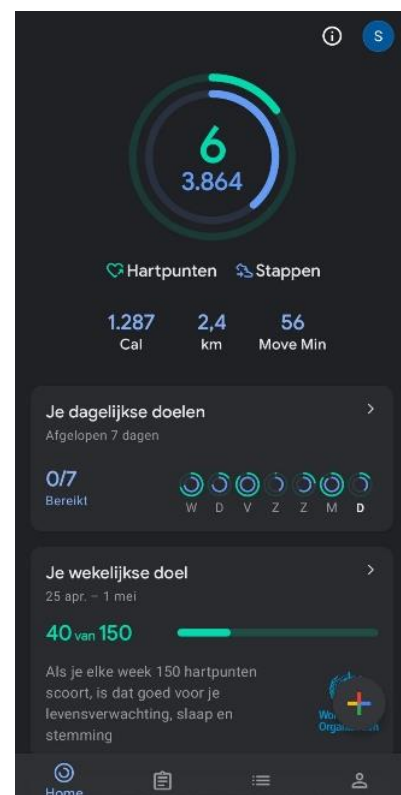 S
6
3.864
Hartpunten Stappen
1.287 2,4 56
Cal km Move Min
Je dagelijkse doelen
Afgelopen 7 dagen
0/7
Bereikt
W D V Z Z M D
Je wekelijkse doel
25 apr. – 1 mei
40 van 150
Als je elke week 150 hartpunten
scoort, is dat goed voor je
levensverwachting, slaap en
stemming
Home